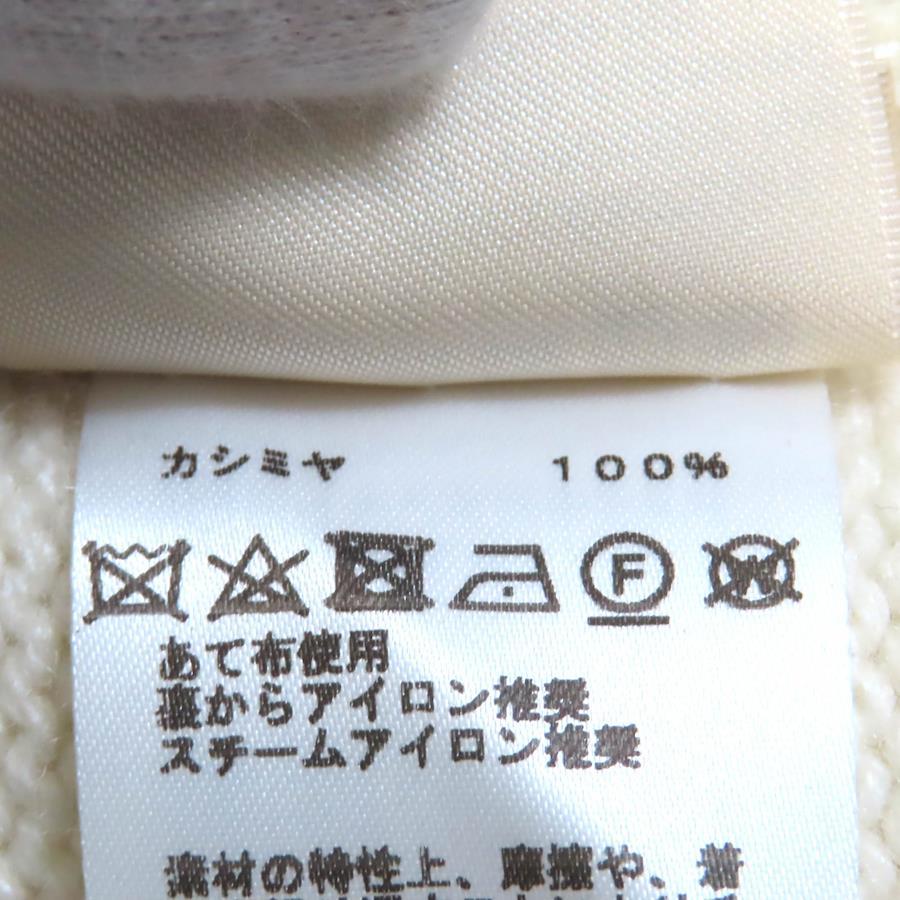 カシミヤ 100%
F W
あて布使用
裏からアイロン推奨
スチームアイロン推奨
素材の特性上、摩擦や、着